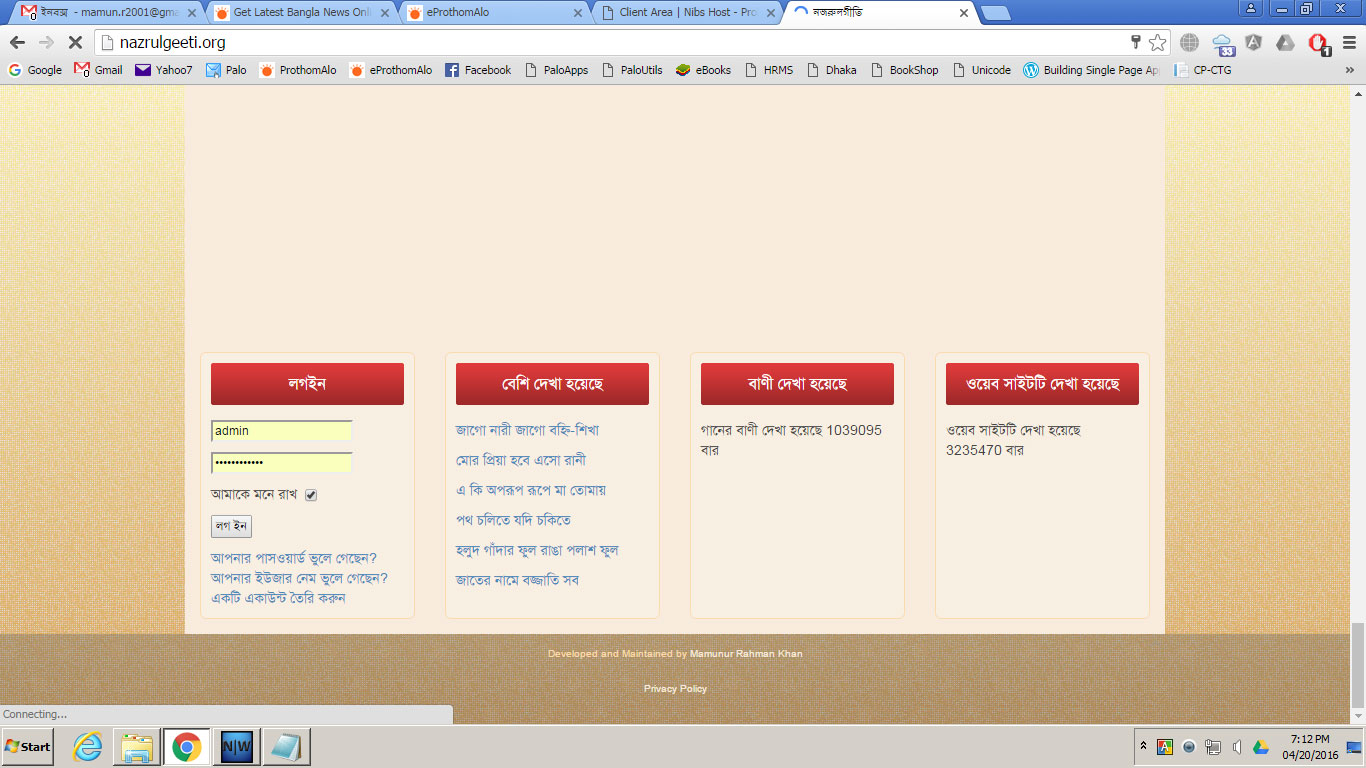 ইনবক্স - mamun.r2001@gma
Get Latest Bangla News Onli
eProthomAlo
Client Area | Nibs Host - Pro
নজরুলগীতি
nazrulgeeti.org
33
1
Google
0
Gmail
Yahoo7
Palo
ProthomAlo
eProthomAlo
Facebook
PaloApps
PaloUtils
eBooks
HRMS
Dhaka
BookShop
Unicode
Building Single Page Ap
CP-CTG
লগইন
admin
আমাকে মনে রাখ
লগ ইন
আপনার পাসওয়ার্ড ভুলে গেছেন?
আপনার ইউজার নেম ভুলে গেছেন?
একটি একাউন্ট তৈরি করুন
বেশি দেখা হয়েছে
জাগো নারী জাগো বহ্নি-শিখা
মোর প্রিয়া হবে এসো রানী
এ কি অপরূপ রূপে মা তোমায়
পথ চলিতে যদি চকিতে
হলুদ গাঁদার ফুল রাঙা পলাশ ফুল
জাতের নামে বজ্জাতি সব
বাণী দেখা হয়েছে
গানের বাণী দেখা হয়েছে 1039095
বার
ওয়েব সাইটটি দেখা হয়েছে
ওয়েব সাইটটি দেখা হয়েছে
3235470 বার
Developed and Maintained by Mamunur Rahman Khan
Privacy Policy
Connecting...
Start
N|W
7:12 PM
04/20/2016